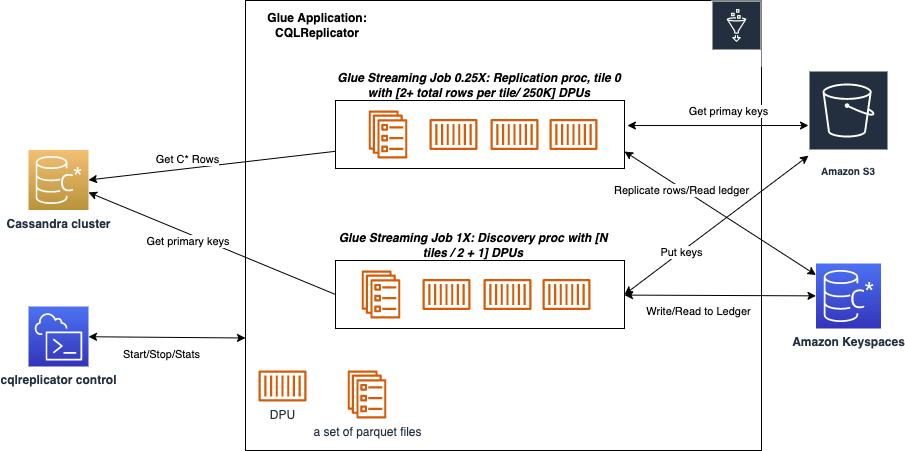 Glue Application:
CQLReplicator
Glue Streaming Job 0.25X: Replication proc, tile 0
with [2+ total rows per tile/ 250K] DPUs
Get primay keys
Get C* Rows
Amazon S3
Replicate rows/Read ledger
Cassandra cluster
Get primary keys
Glue Streaming Job 1X: Discovery proc with [N
tiles / 2 + 1] DPUs
Put keys
C*
C*
Write/Read to Ledger
Amazon Keyspaces
Start/Stop/Stats
cqlreplicator control
DPU
a set of parquet files